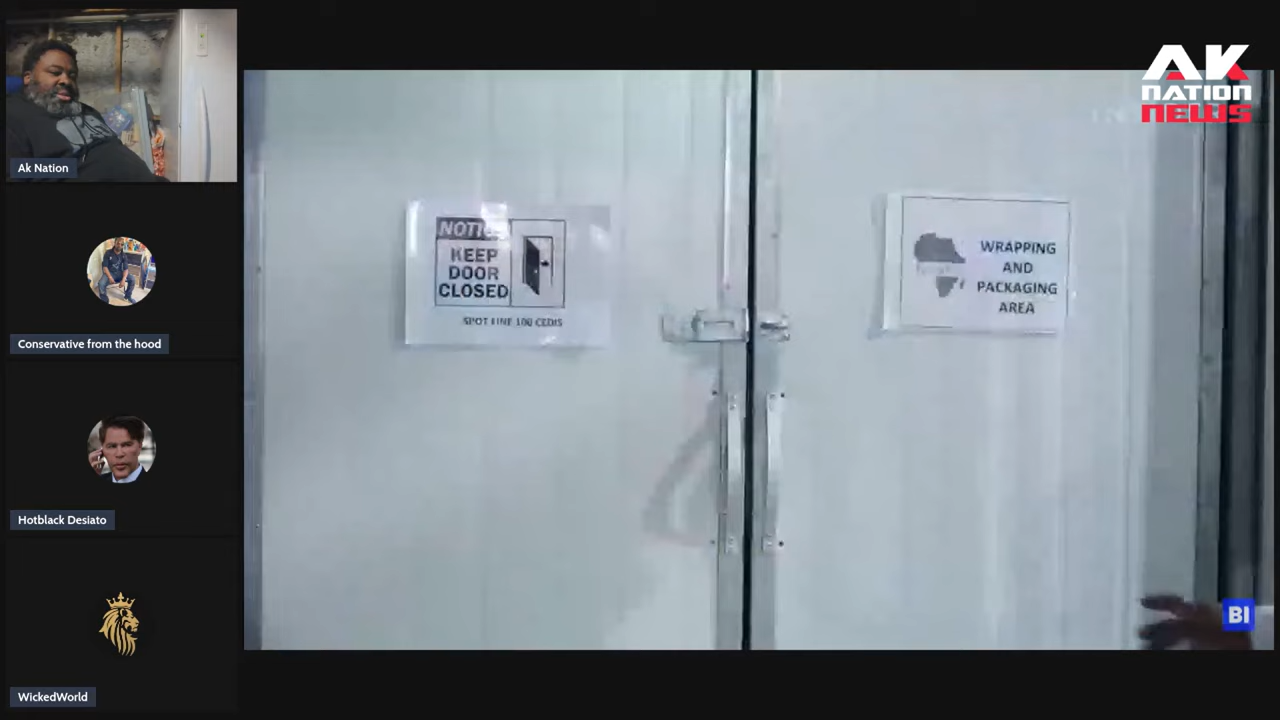 AK
NATION
NEWS
Ak Nation
Conservative from the hood
Hotblack Desiato
WickedWorld
NOTICE
KEEP
DOOR
CLOSED
SPOT FINE 100 CEDIS
WRAPPING
AND
PACKAGING
AREA
BI